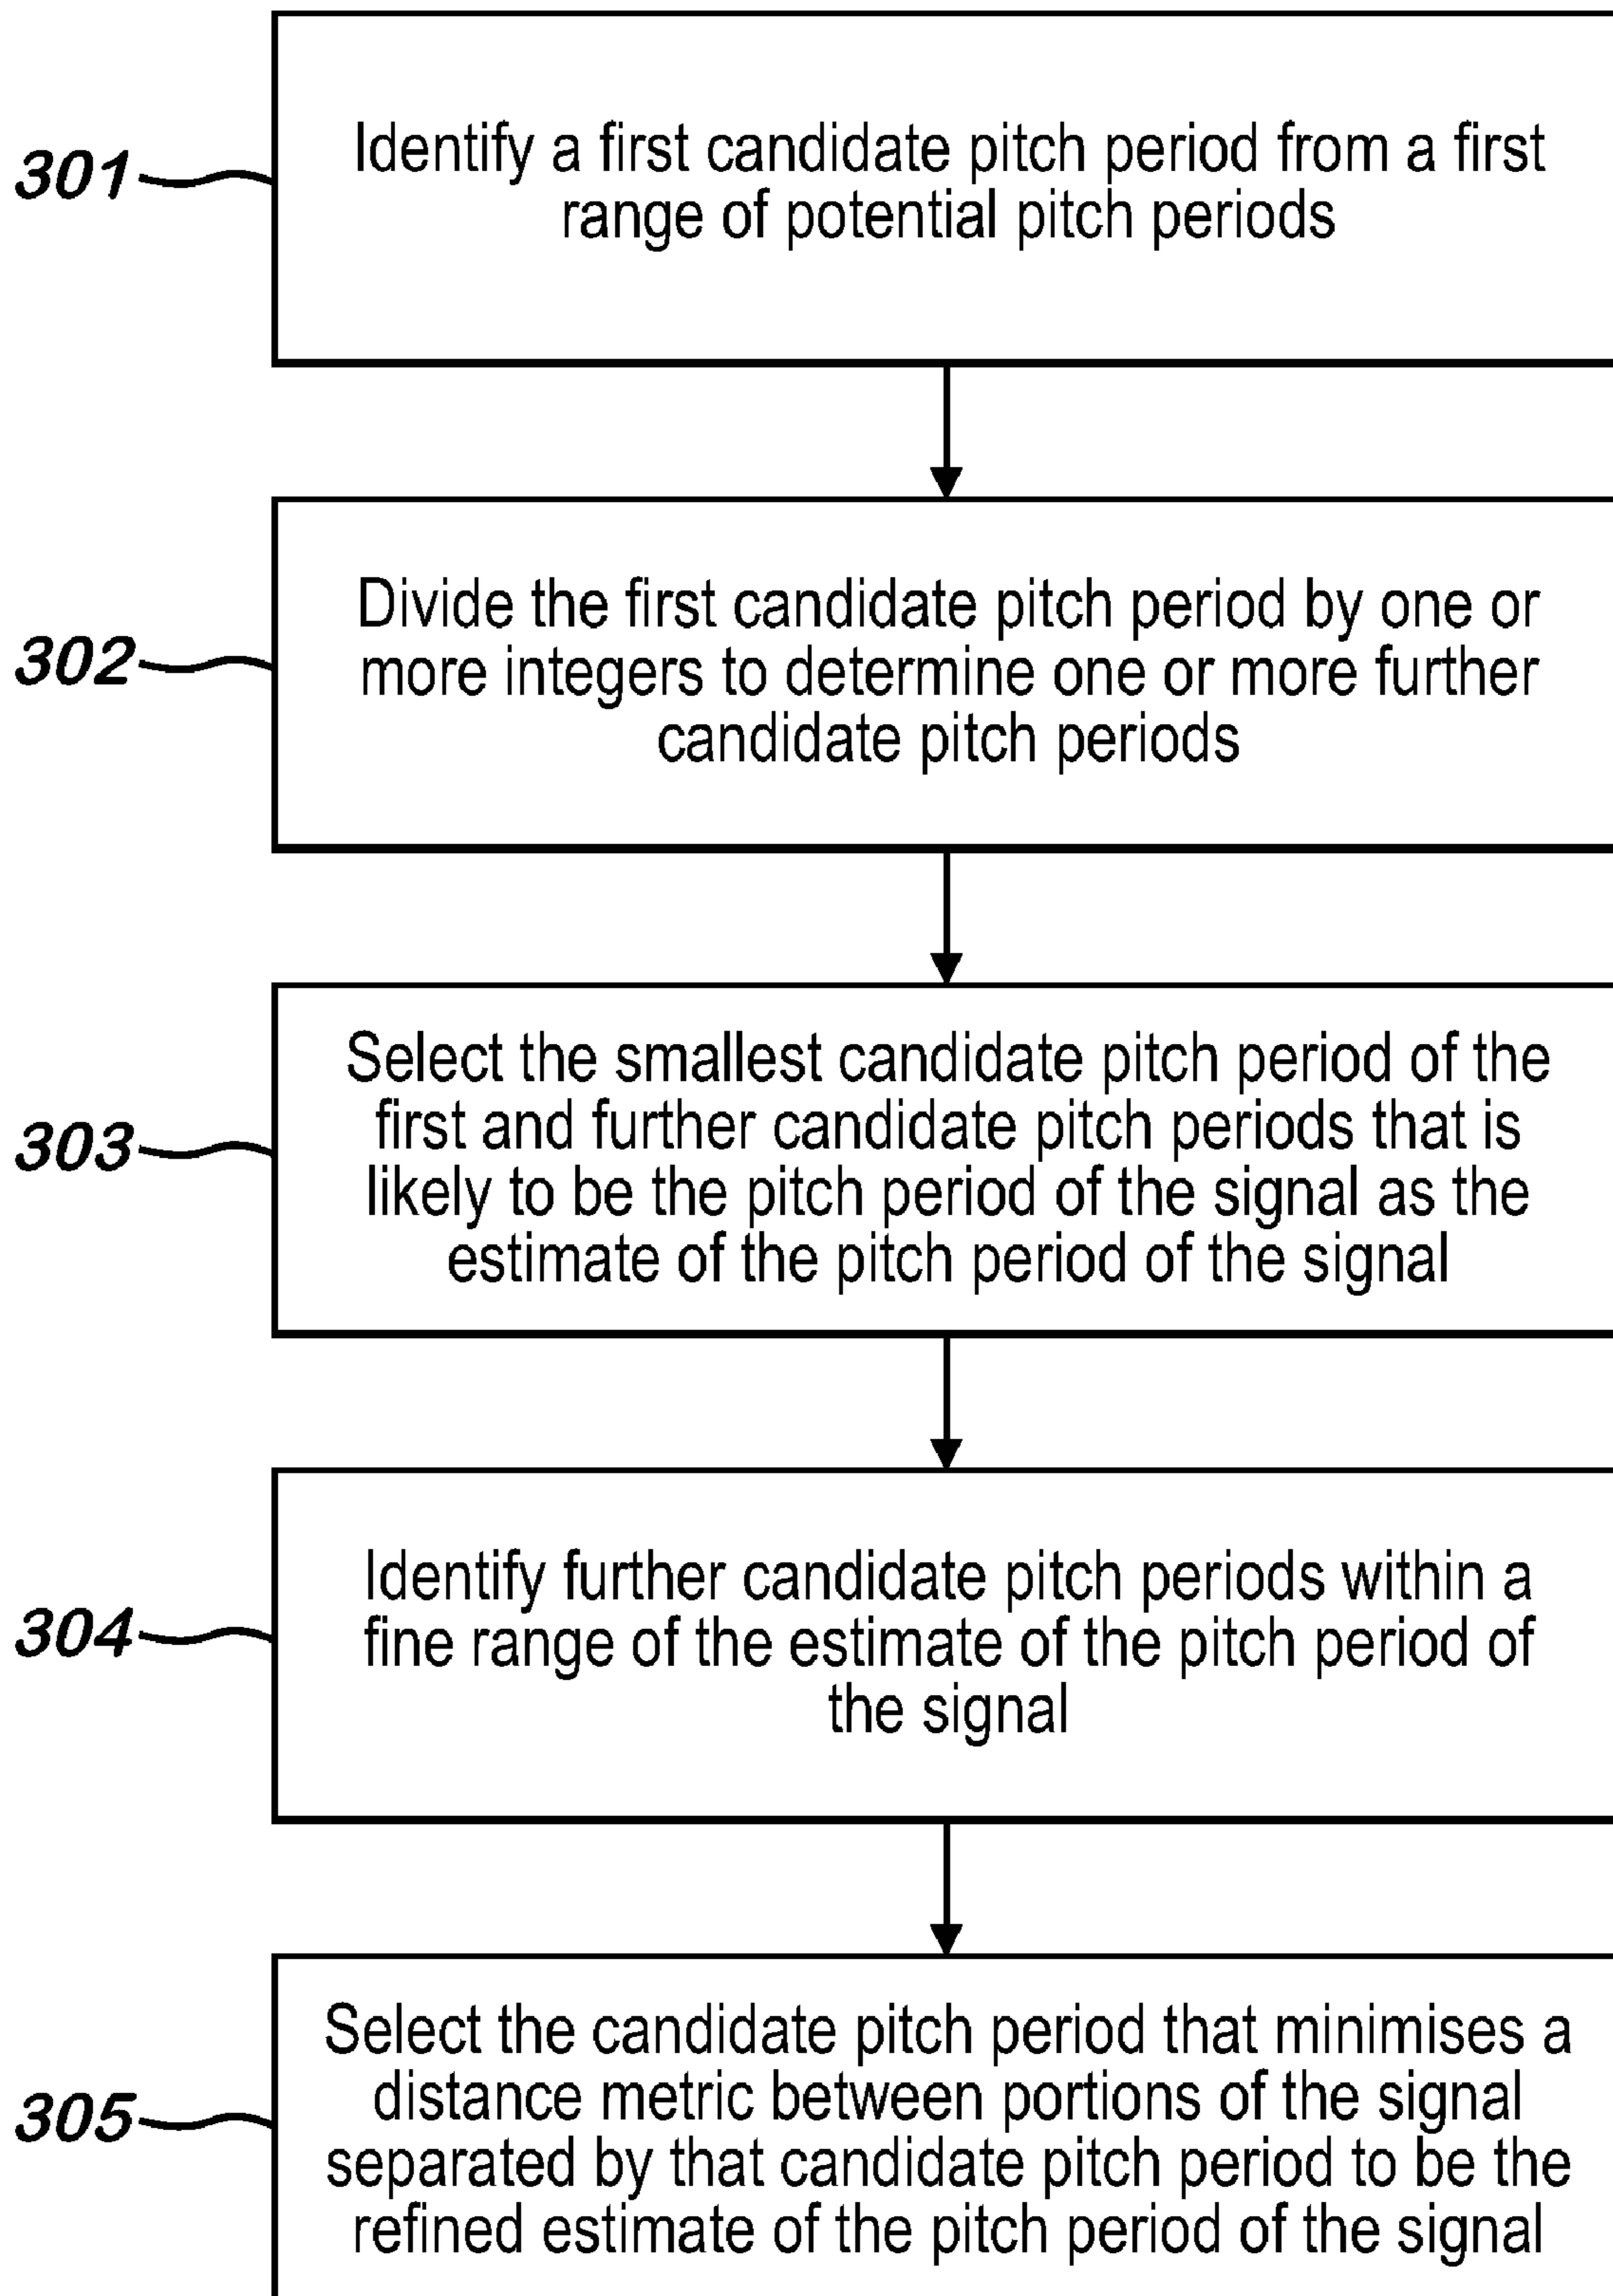 301
Identify a first candidate pitch period from a first
range of potential pitch periods
302
Divide the first candidate pitch period by one or
more integers to determine one or more further
candidate pitch periods
303
Select the smallest candidate pitch period of the
first and further candidate pitch periods that is
likely to be the pitch period of the signal as the
estimate of the pitch period of the signal
304
Identify further candidate pitch periods within a
fine range of the estimate of the pitch period of
the signal
305
Select the candidate pitch period that minimises a
distance metric between portions of the signal
separated by that candidate pitch period to be the
refined estimate of the pitch period of the signal